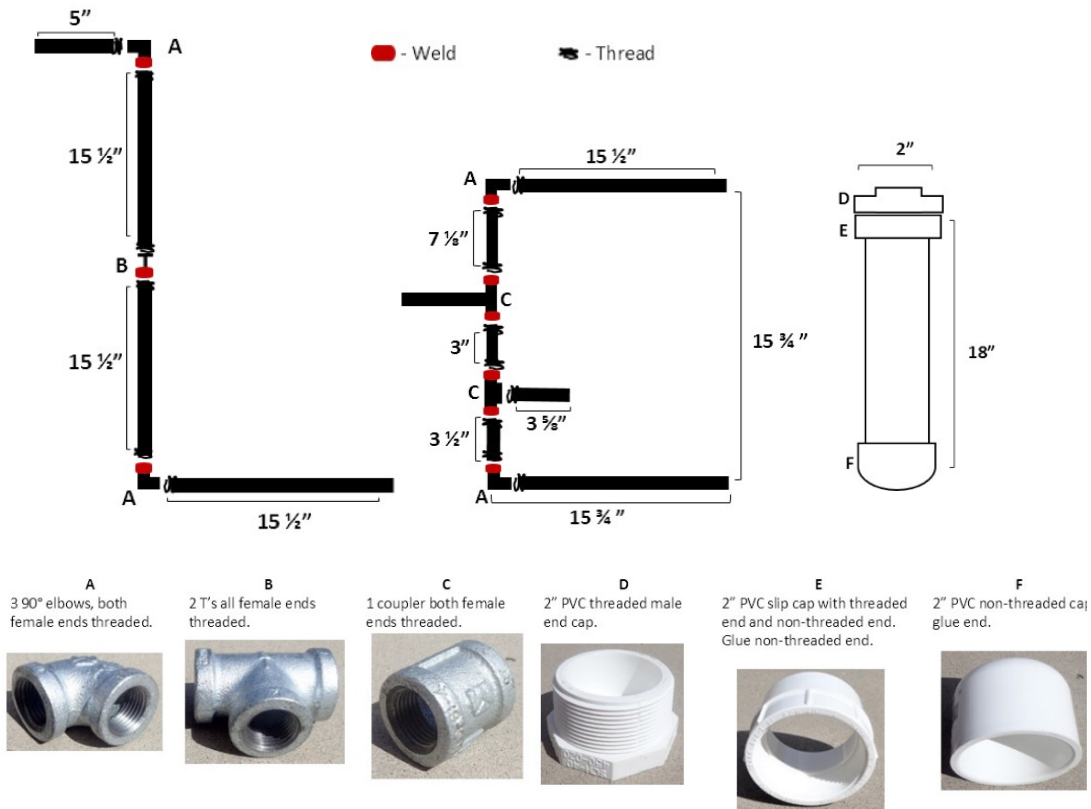 5”
A
- Weld
- Thread
15 ½”
B
15 ½”
A
15 ½”
A
15 ½”
7 ⅛”
C
3”
15 ¾ ”
C
3 ⅝”
3 ½”
A
15 ¾ ”
2”
D
E
18”
F
A
3 90° elbows, both
female ends threaded.
B
2 T’s all female ends
threaded.
C
1 coupler both female
ends threaded.
D
2” PVC threaded male
end cap.
E
2” PVC slip cap with threaded
end and non-threaded end.
Glue non-threaded end.
F
2” PVC non-threaded cap
glue end.